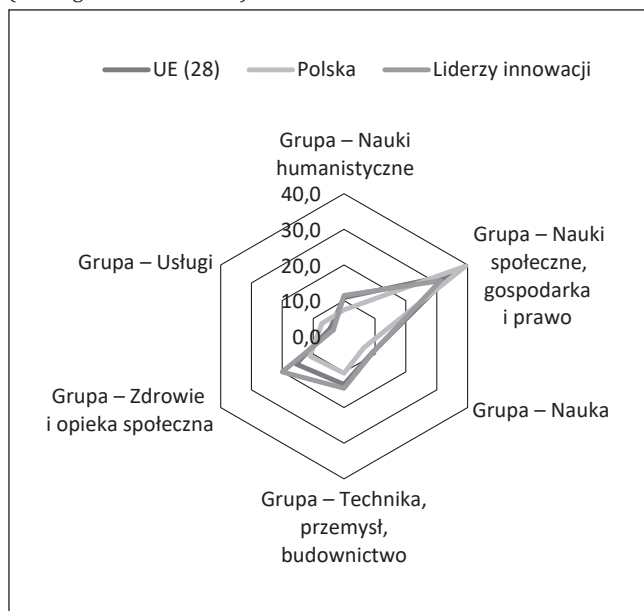 UE (28)
Polska
Liderzy innowacji
Grupa – Nauki
humanistyczne
40,0
30,0
20,0
10,0
0,0
Grupa – Nauki
społeczne,
gospodarka
i prawo
Grupa – Nauka
Grupa – Technika,
przemysł,
budownictwo
Grupa – Zdrowie
i opieka społeczna
Grupa – Usługi